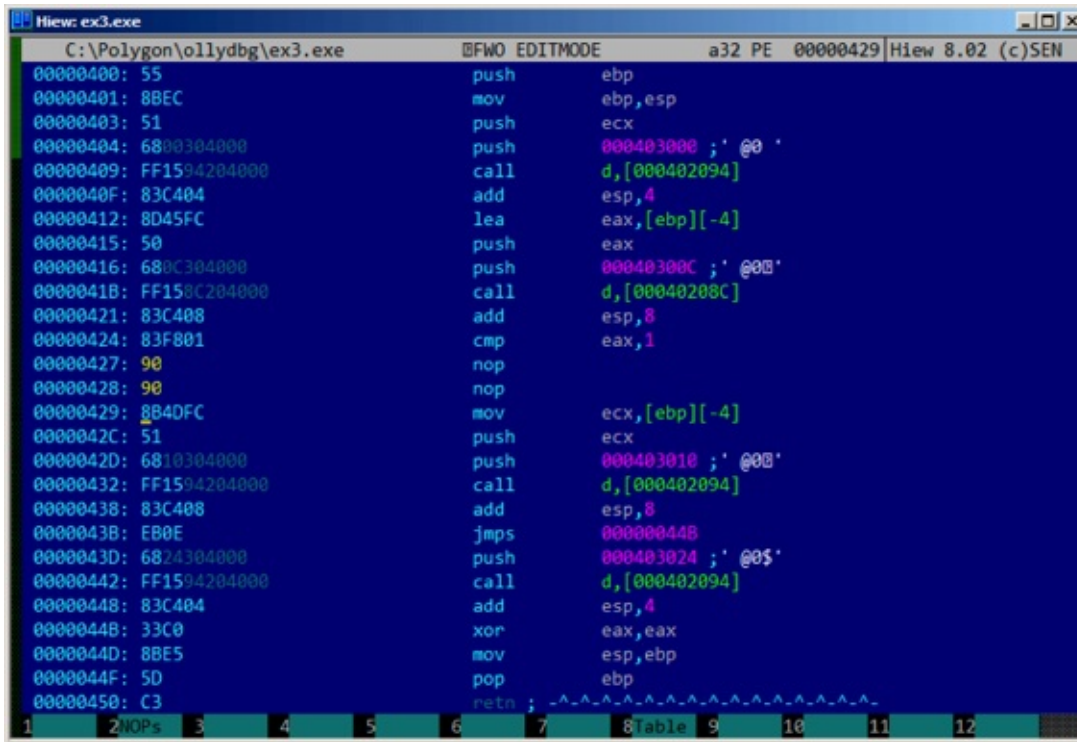 Hiew: ex3.exe
C:\Polygon\ollydbg\ex3.exe FWO EDITMODE a32 PE 00000429 Hiew 8.02 (c)SEN
00000400: 55 push ebp
00000401: 8BEC mov ebp,esp
00000403: 51 push ecx
00000404: 6800304000 push 000403000 ;' @0 '
00000409: FF1594204000 call d,[000402094]
0000040F: 83C404 add esp,4
00000412: 8D45FC lea eax,[ebp][-4]
00000415: 50 push eax
00000416: 680C304000 push 00040300C ;' @0'
0000041B: FF158C204000 call d,[00040208C]
00000421: 83C408 add esp,8
00000424: 83F801 cmp eax,1
00000427: 90 nop
00000428: 90 nop
00000429: 8B4DFC mov ecx,[ebp][-4]
0000042C: 51 push ecx
0000042D: 6810304000 push 000403010 ;' @0'
00000432: FF1594204000 call d,[000402094]
00000438: 83C408 add esp,8
0000043B: EB0E jmps 00000044B
0000043D: 6824304000 push 000403024 ;' @0$'
00000442: FF1594204000 call d,[000402094]
00000448: 83C404 add esp,4
0000044B: 33C0 xor eax,eax
0000044D: 8BE5 mov esp,ebp
0000044F: 5D pop ebp
00000450: C3 retn ; -^-^-^-^-^-^-^-^-^-^-^-^-^-^-^-
1 2NOPs 3 4 5 6 7 8Table 9 10 11 12